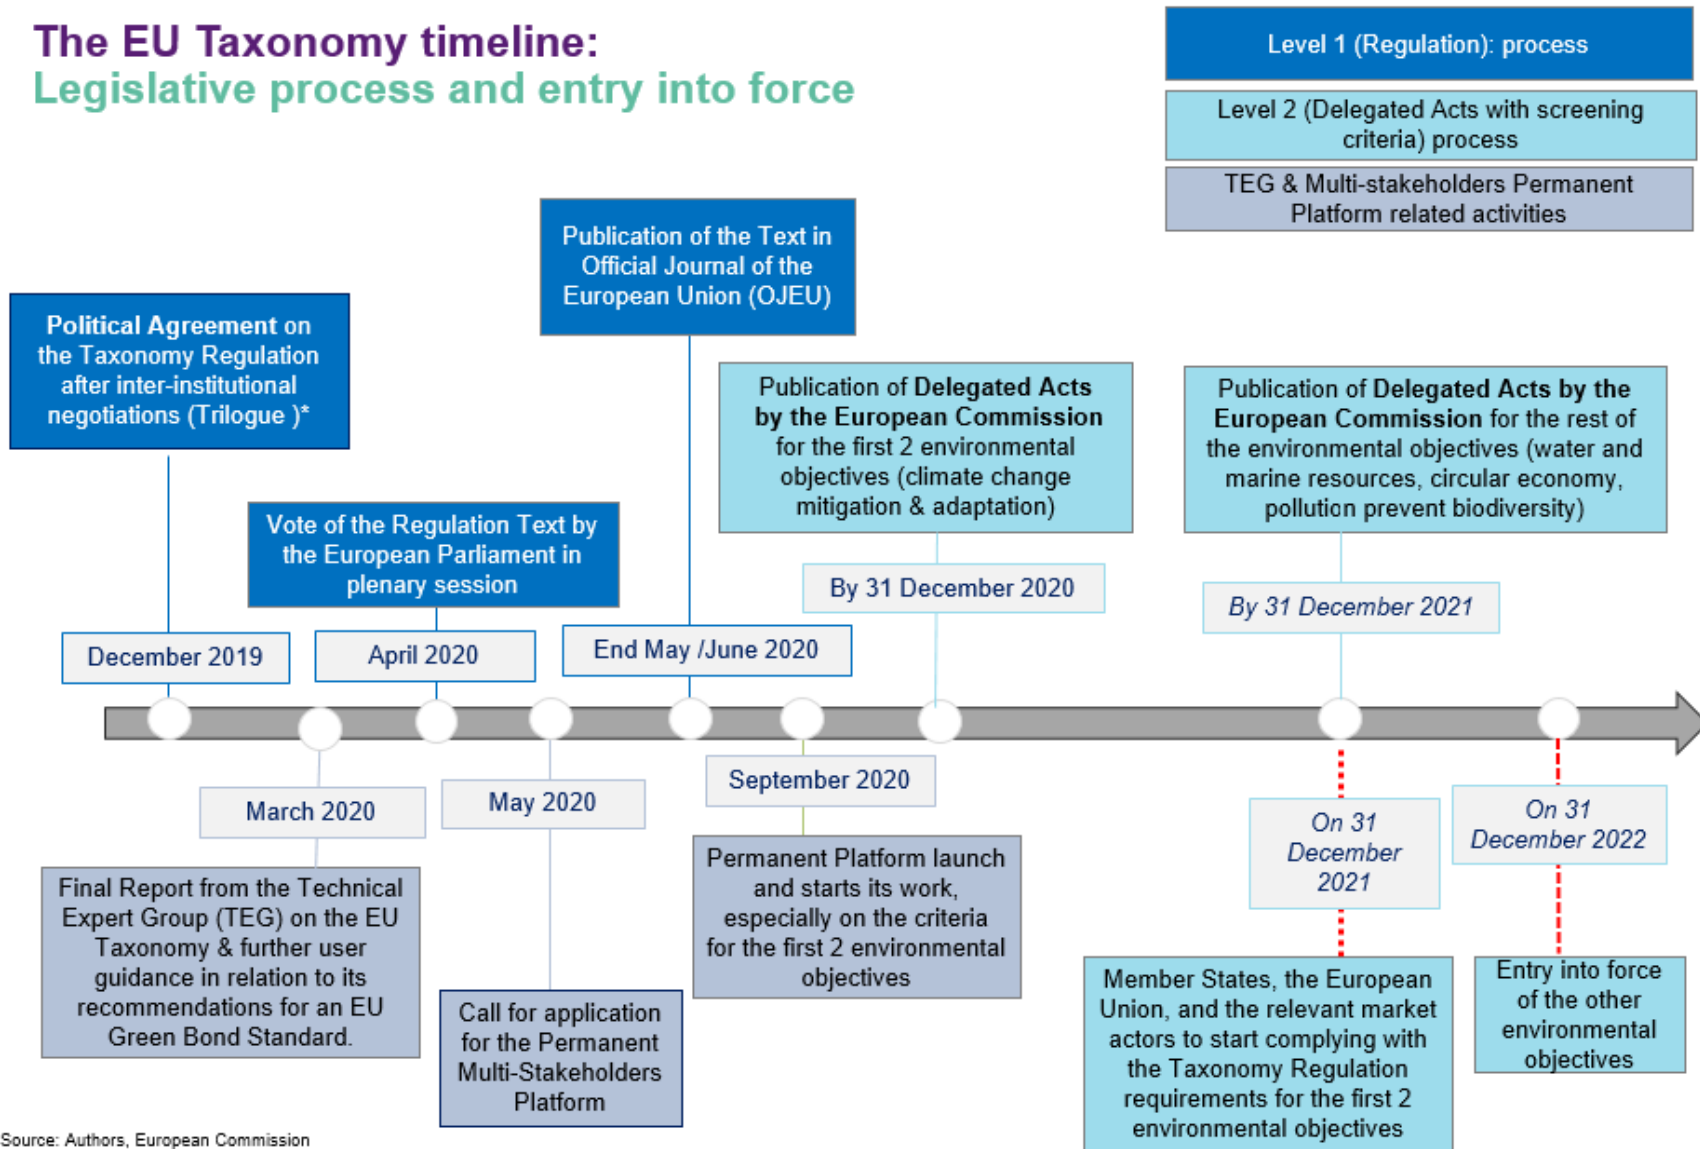 The EU Taxonomy timeline:
Legislative process and entry into force
Level 1 (Regulation): process
Level 2 (Delegated Acts with screening
criteria) process
TEG & Multi-stakeholders Permanent
Platform related activities
Political Agreement on
the Taxonomy Regulation
after inter-institutional
negotiations (Trilogue )*
December 2019
Vote of the Regulation Text by
the European Parliament in
plenary session
April 2020
Publication of the Text in
Official Journal of the
European Union (OJEU)
End May /June 2020
Publication of Delegated Acts
by the European Commission
for the first 2 environmental
objectives (climate change
mitigation & adaptation)
By 31 December 2020
Publication of Delegated Acts by the
European Commission for the rest of
the environmental objectives (water and
marine resources, circular economy,
pollution prevent biodiversity)
By 31 December 2021
March 2020
Final Report from the Technical
Expert Group (TEG) on the EU
Taxonomy & further user
guidance in relation to its
recommendations for an EU
Green Bond Standard.
May 2020
Call for application
for the Permanent
Multi-Stakeholders
Platform
September 2020
Permanent Platform launch
and starts its work,
especially on the criteria
for the first 2 environmental
objectives
On 31
December
2021
Member States, the European
Union, and the relevant market
actors to start complying with
the Taxonomy Regulation
requirements for the first 2
environmental objectives
On 31
December 2022
Entry into force
of the other
environmental
objectives
Source: Authors, European Commission